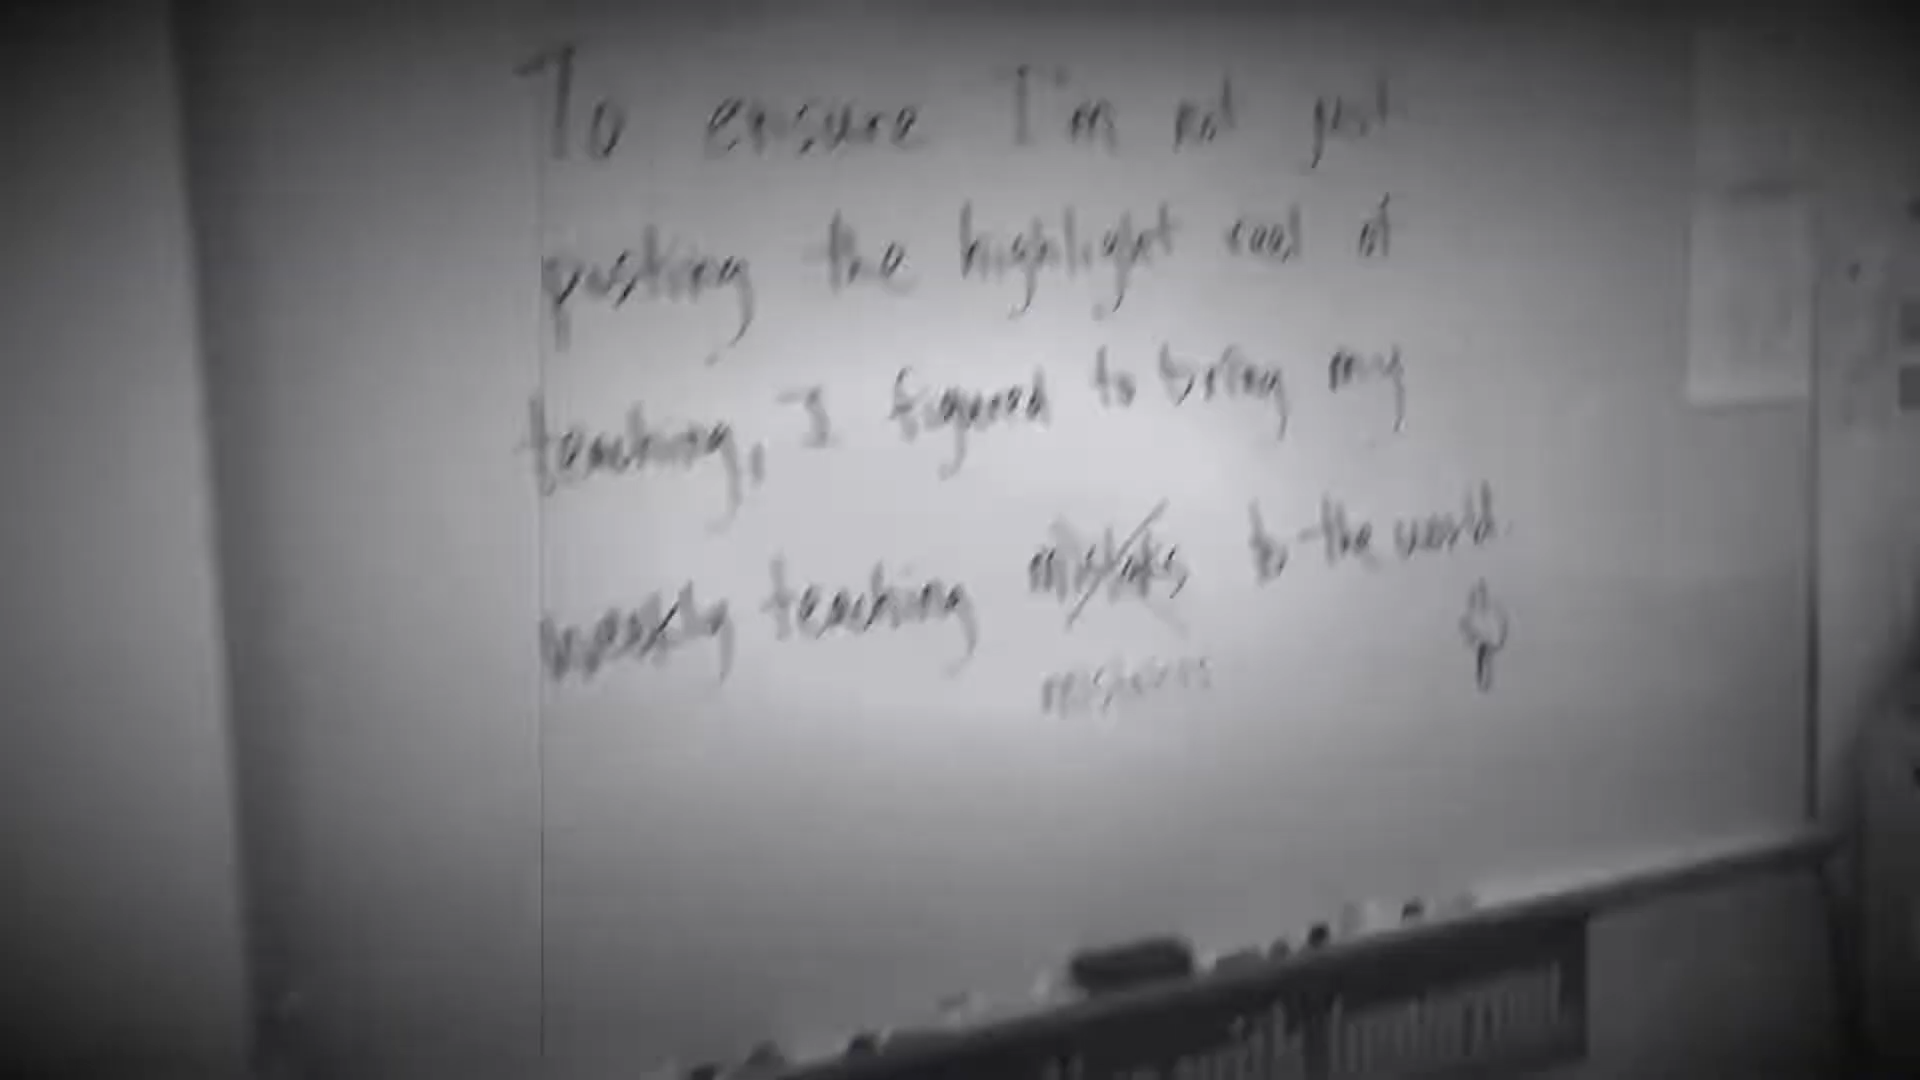 To ensure I'm not just
posting the highlight reel of
teaching, I figured to bring my
weekly teaching mistakes to the world.